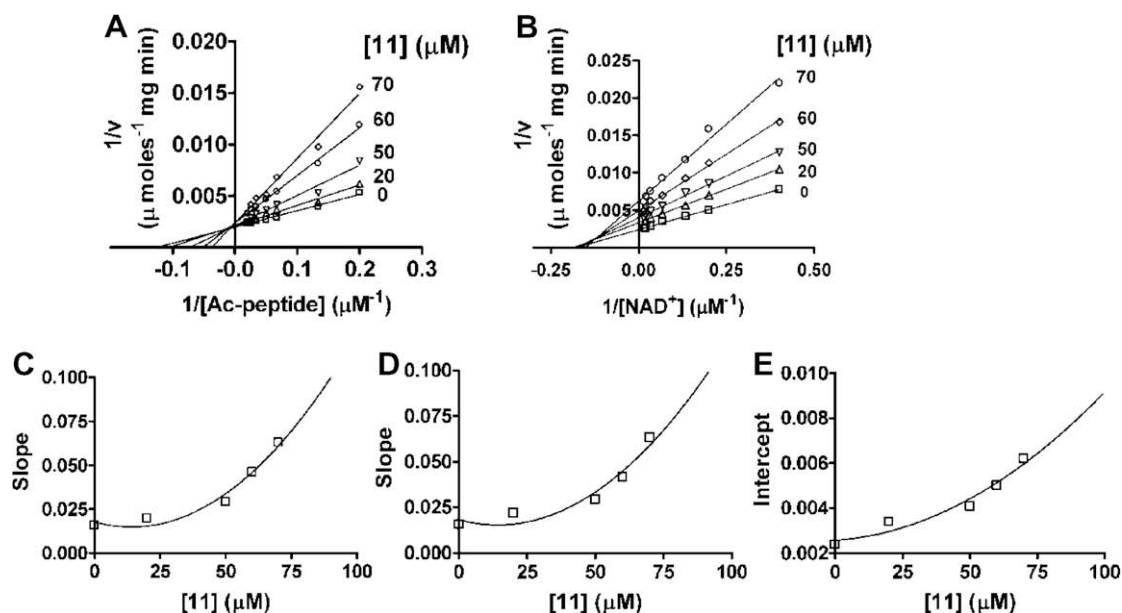 A
[11] (μM)
0.020
0.015
0.010
0.005
70
60
50
20
0
1/v
(μ moles⁻¹ mg min)
-0.1 -0.0 0.1 0.2 0.3
1/[Ac-peptide] (μM⁻¹)
B
[11] (μM)
0.025
0.020
0.015
0.010
0.005
70
60
50
20
0
1/v
(μ moles⁻¹ mg min)
-0.25 0.00 0.25 0.50
1/[NAD⁺] (μM⁻¹)
C
0.100
0.075
0.050
0.025
0.000
Slope
0 25 50 75 100
[11] (μM)
D
0.100
0.075
0.050
0.025
0.000
Slope
0 25 50 75 100
[11] (μM)
E
0.010
0.008
0.006
0.004
0.002
Intercept
0 25 50 75 100
[11] (μM)